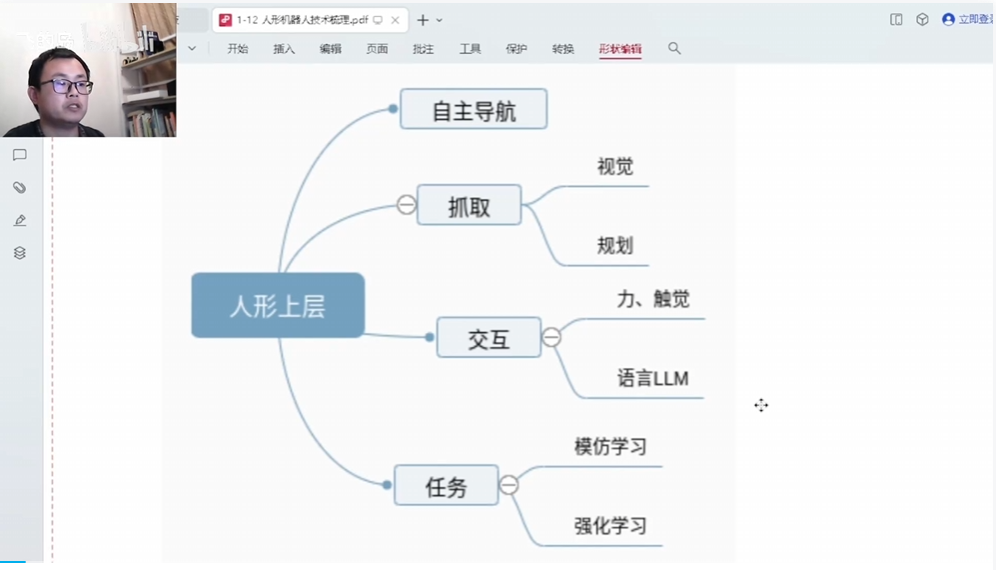 1-12 人形机器人技术梳理.pdf
立即登录
开始 插入 编辑 页面 批注 工具 保护 转换 形状编辑
自主导航
视觉
抓取
规划
人形上层
力、触觉
交互
语言LLM
模仿学习
任务
强化学习